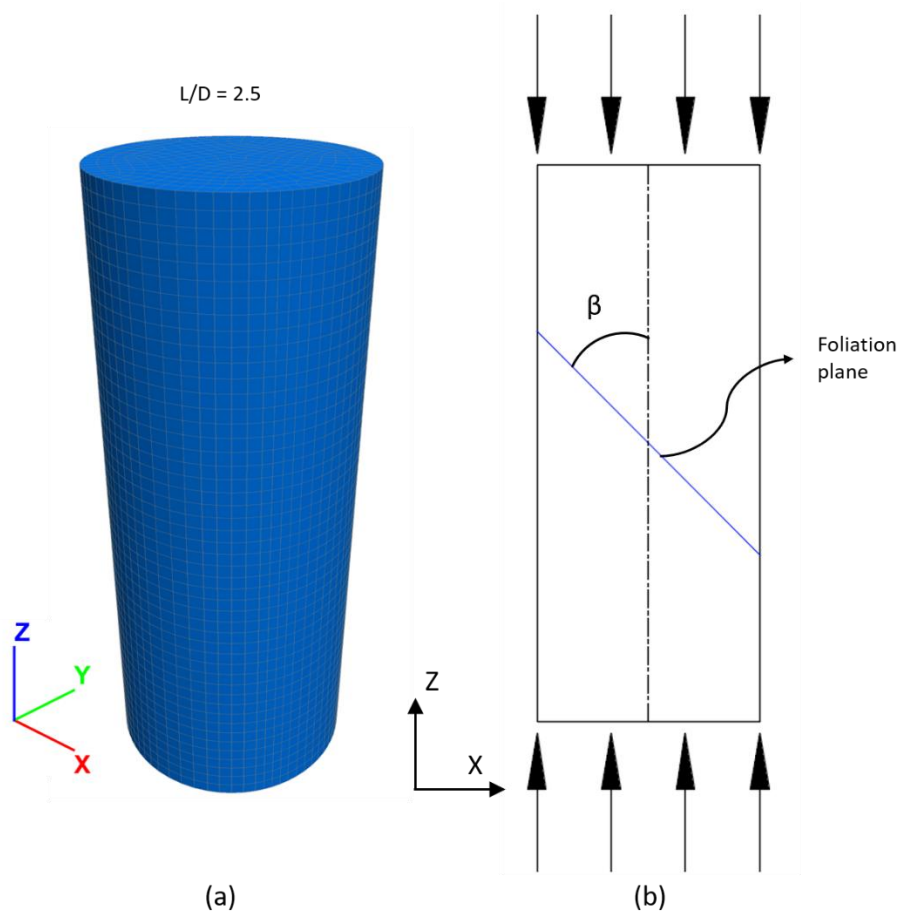 L/D = 2.5
β
Foliation
plane
Z
Y
X
Z
X
(a)
(b)